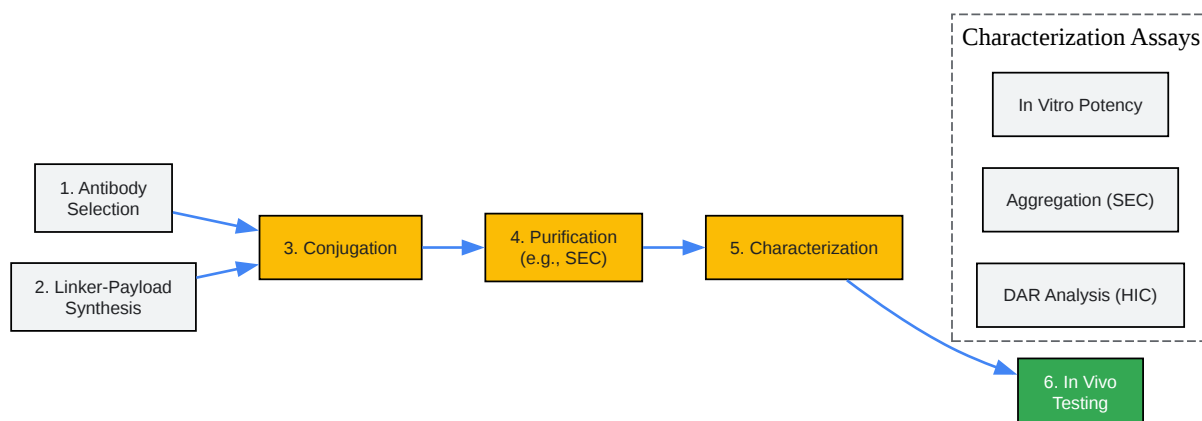 Characterization Assays
In Vitro Potency
Aggregation (SEC)
DAR Analysis (HIC)
1. Antibody
Selection
2. Linker-Payload
Synthesis
3. Conjugation
4. Purification
(e.g., SEC)
5. Characterization
6. In Vivo
Testing